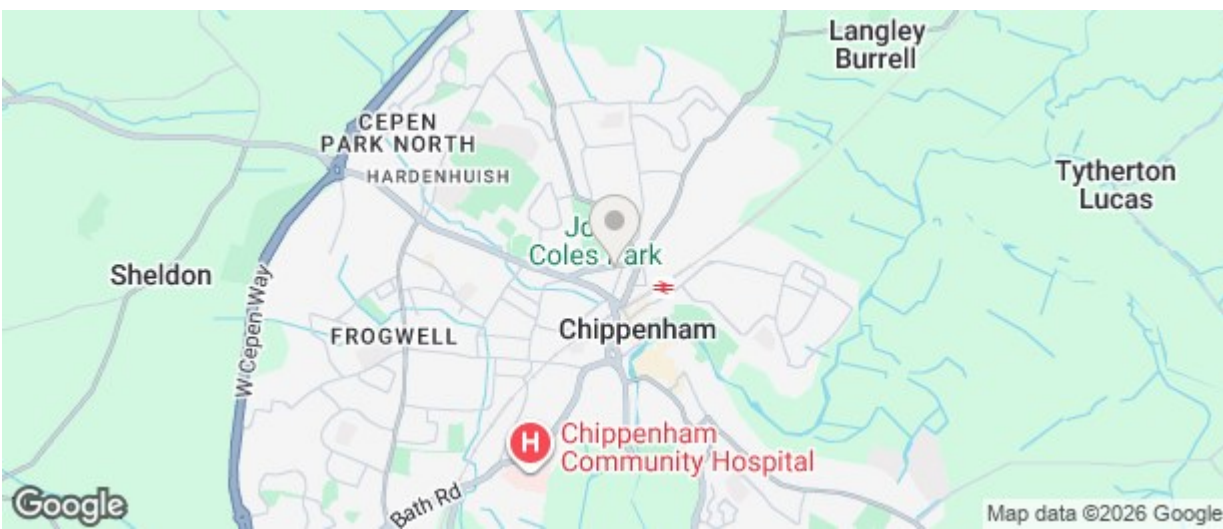 Langley
Burrell
CEPEN
PARK NORTH
HARDENHUISH
Tytherton
Lucas
Coles Park
Sheldon
W Cepen Way
FROGWELL
Chippenham
H
Chippenham
Community Hospital
Bath Rd
Google
Map data ©2026 Google